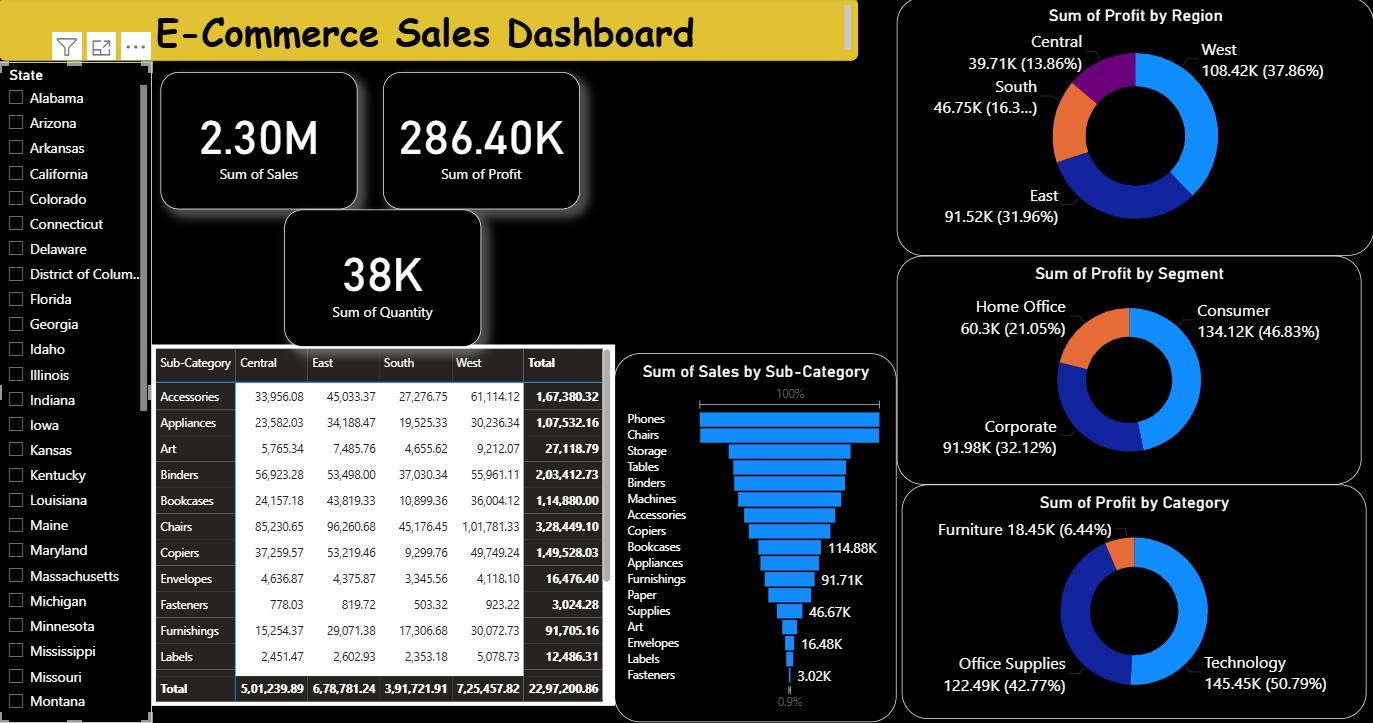 E-Commerce Sales Dashboard
State
Alabama
Arizona
Arkansas
California
Colorado
Connecticut
Delaware
District of Colum...
Florida
Georgia
Idaho
Illinois
Indiana
Iowa
Kansas
Kentucky
Louisiana
Maine
Maryland
Massachusetts
Michigan
Minnesota
Mississippi
Missouri
Montana
2.30M
Sum of Sales
286.40K
Sum of Profit
38K
Sum of Quantity
Sub-Category Central East South West Total
Accessories 33,956.08 45,033.37 27,276.75 61,114.12 1,67,380.32
Appliances 23,582.03 34,188.47 19,525.33 30,236.34 1,07,532.16
Art 5,765.34 7,485.76 4,655.62 9,212.07 27,118.79
Binders 56,923.28 53,498.00 37,030.34 55,961.11 2,03,412.73
Bookcases 24,157.18 43,819.33 10,899.36 36,004.12 1,14,880.00
Chairs 85,230.65 96,260.68 45,176.45 1,01,781.33 3,28,449.10
Copiers 37,259.57 53,219.46 9,299.76 49,749.24 1,49,528.03
Envelopes 4,636.87 4,375.87 3,345.56 4,118.10 16,476.40
Fasteners 778.03 819.72 503.32 923.22 3,024.28
Furnishings 15,254.37 29,071.38 17,306.68 30,072.73 91,705.16
Labels 2,451.47 2,602.93 2,353.18 5,078.73 12,486.31
Total 5,01,239.89 6,78,781.24 3,91,721.91 7,25,457.82 22,97,200.86
Sum of Sales by Sub-Category
100%
Phones
Chairs
Storage
Tables
Binders
Machines
Accessories
Copiers
Bookcases 114.88K
Appliances
Furnishings 91.71K
Paper
Supplies 46.67K
Art
Envelopes 16.48K
Labels
Fasteners 3.02K
0.9%
Sum of Profit by Region
Central
39.71K (13.86%)
West
108.42K (37.86%)
South
46.75K (16.3...)
East
91.52K (31.96%)
Sum of Profit by Segment
Home Office
60.3K (21.05%)
Consumer
134.12K (46.83%)
Corporate
91.98K (32.12%)
Sum of Profit by Category
Furniture 18.45K (6.44%)
Office Supplies
122.49K (42.77%)
Technology
145.45K (50.79%)